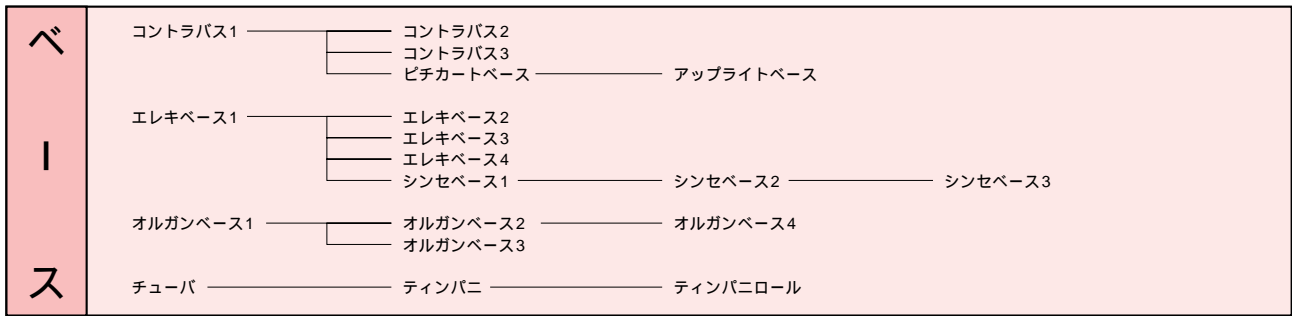 ベース
コントラバス1 コントラバス2
コントラバス3
ピチカートベース アップライトベース
エレキベース1 エレキベース2
エレキベース3
エレキベース4
シンセベース1 シンセベース2 シンセベース3
オルガンベース1 オルガンベース2 オルガンベース4
オルガンベース3
チューバ ティンパニ ティンパニロール